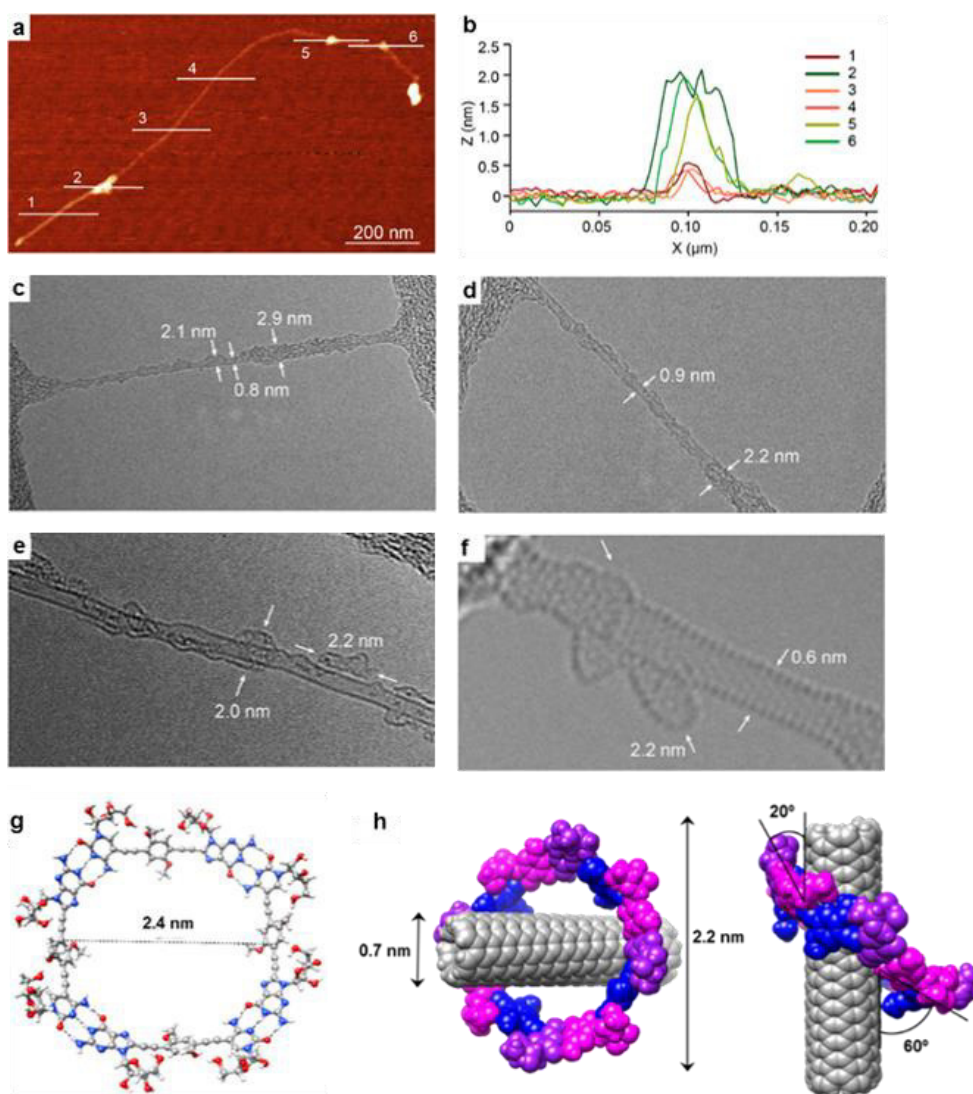 a
1
2
3
4
5
6
200 nm
b
Z (nm)
2.5
2.0
1.5
1.0
0.5
0
0
0.05
0.10
0.15
0.20
X (µm)
1
2
3
4
5
6
c
2.1 nm
2.9 nm
0.8 nm
d
0.9 nm
2.2 nm
e
2.2 nm
2.0 nm
f
0.6 nm
2.2 nm
g
2.4 nm
h
0.7 nm
2.2 nm
20º
60º